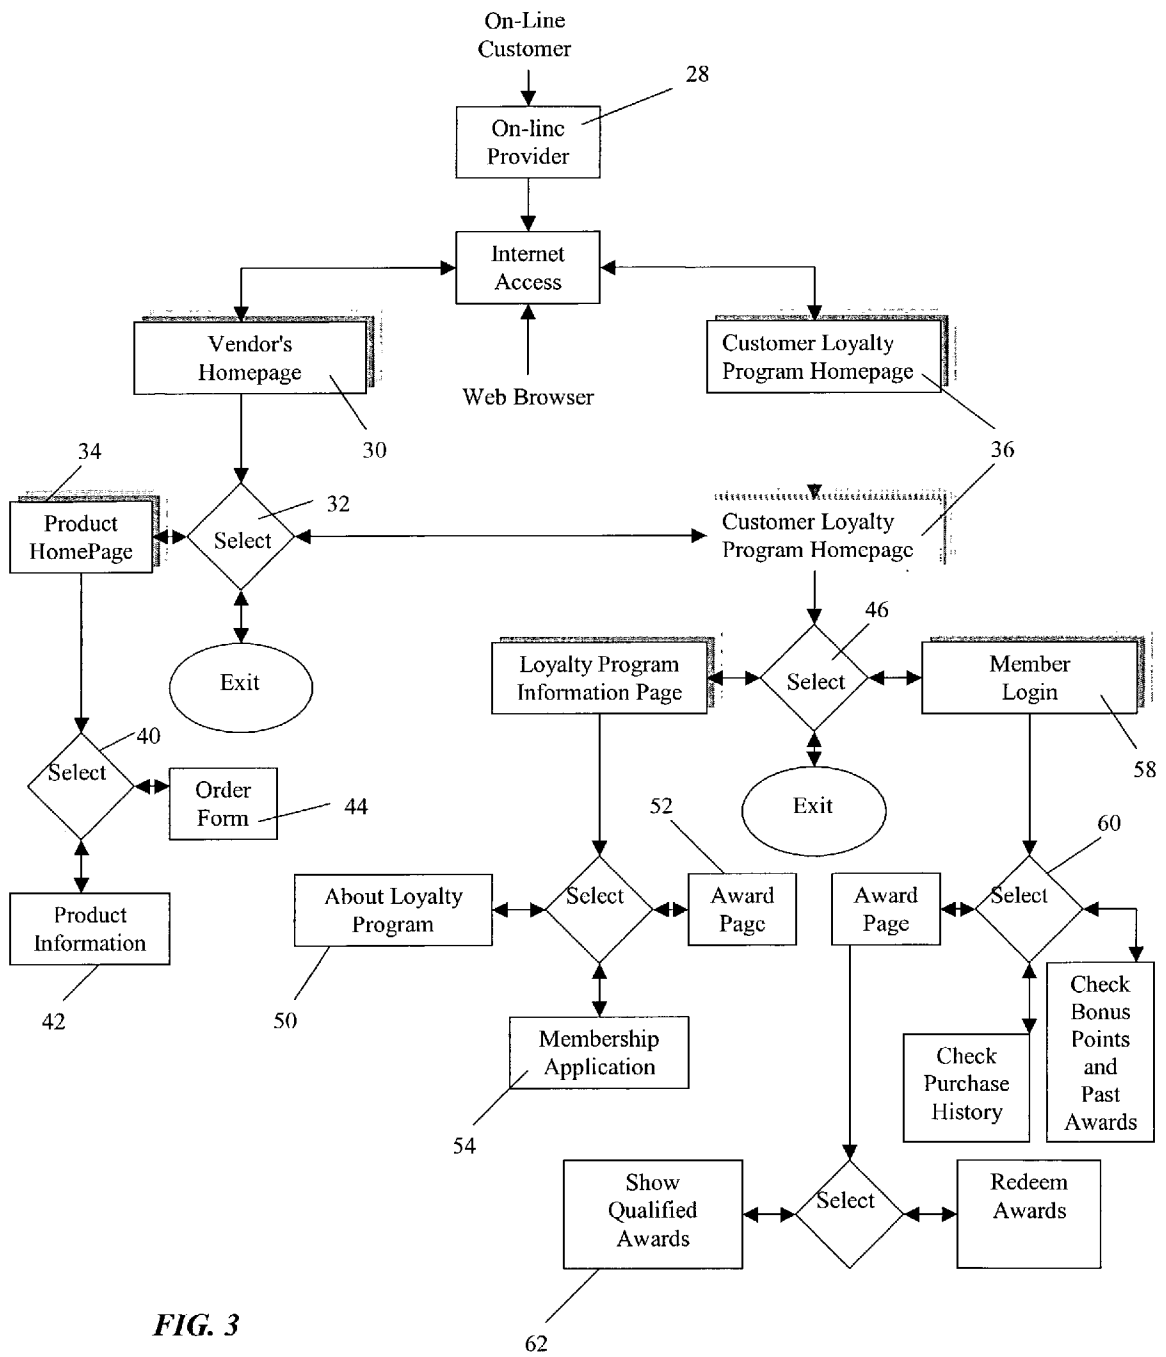 On-Line
Customer
28
On-linc
Provider
Internet
Access
Vendor's
Homepage
Customer Loyalty
Program Homepage
Web Browser
30
36
34
32
Product
HomePage
Select
Customer Loyalty
Program Homcpagc
46
Exit
Loyalty Program
Information Page
Select
Member
Login
58
40
Select
Order
Form
44
Exit
52
60
Product
Information
42
About Loyalty
Program
50
Select
Award
Pagc
Award
Page
Select
Membership
Application
54
Check
Purchase
History
Check
Bonus
Points
and
Past
Awards
Show
Qualified
Awards
Select
Redeem
Awards
62
FIG. 3